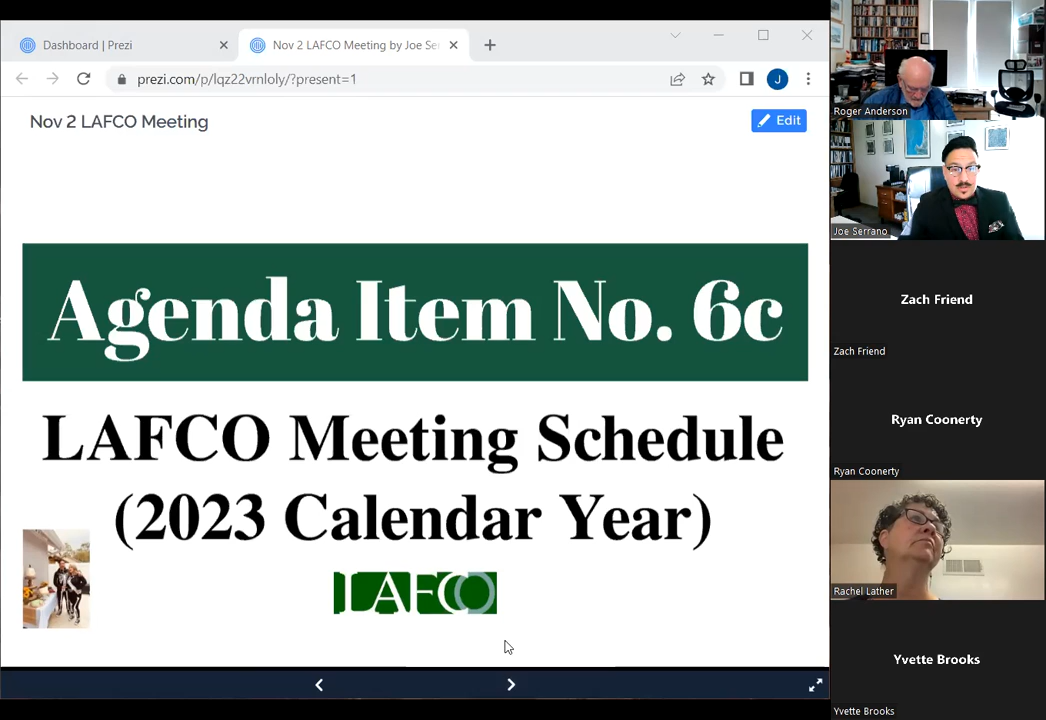 Dashboard | Prezi
Nov 2 LAFCO Meeting by Joe Se
prezi.com/p/lqz22vrnloly/?present=1
J
Nov 2 LAFCO Meeting
Edit
Agenda Item No. 6c
LAFCO Meeting Schedule
(2023 Calendar Year)
LAFCO
Roger Anderson
Joe Serrano
Zach Friend
Zach Friend
Ryan Coonerty
Ryan Coonerty
Rachel Lather
Yvette Brooks
Yvette Brooks